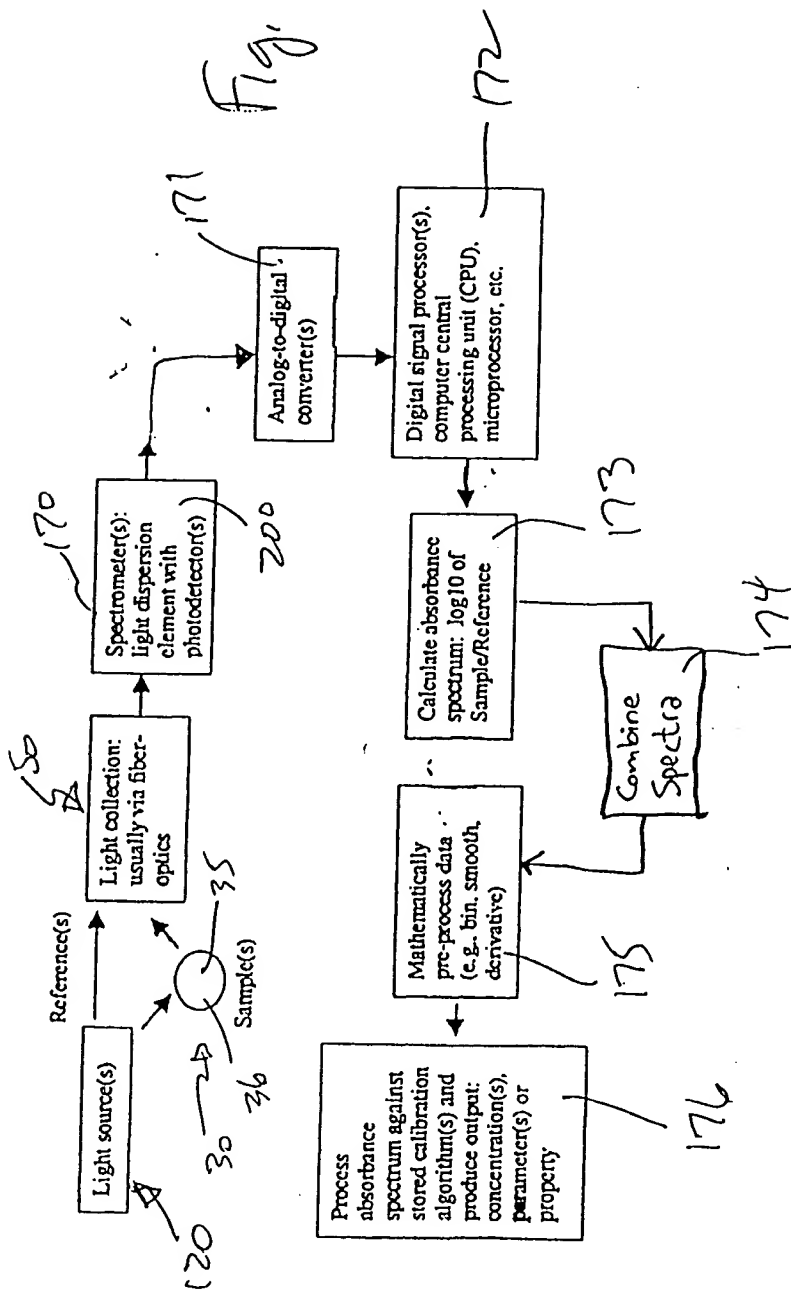 Fig.
120
Light source(s)
Reference(s)
30
36
35
Sample(s)
50
Light collection:
usually via fiber-
optics
170
Spectrometer(s):
light dispersion
element with
photodetector(s)
200
171
Analog-to-digital
converter(s)
172
Digital signal processor(s),
computer central
processing unit (CPU),
microprocessor, etc.
Calculate absorbance
spectrum: log10 of
Sample/Reference
173
Combine
Spectra
174
Mathematically
pre-process data
(e.g., bin, smooth,
derivative)
175
Process
absorbance
spectrum against
stored calibration
algorithm(s) and
produce output:
concentration(s),
parameter(s) or
property
176